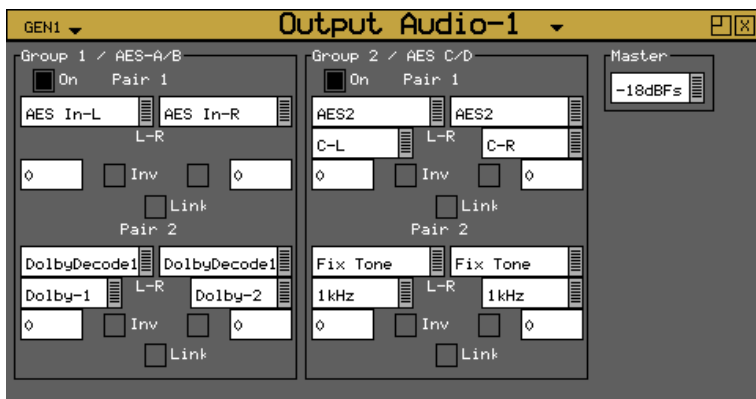 GEN1 Output Audio-1
Group 1 / AES-A/B Group 2 / AES C/D Master
On Pair 1 On Pair 1
-18dBFs
AES In-L AES In-R AES2 AES2
L-R C-L L-R C-R
0 Inv 0 0 Inv 0
Link Link
Pair 2 Pair 2
DolbyDecode1 DolbyDecode1 Fix Tone Fix Tone
Dolby-1 L-R Dolby-2 1kHz L-R 1kHz
0 Inv 0 0 Inv 0
Link Link